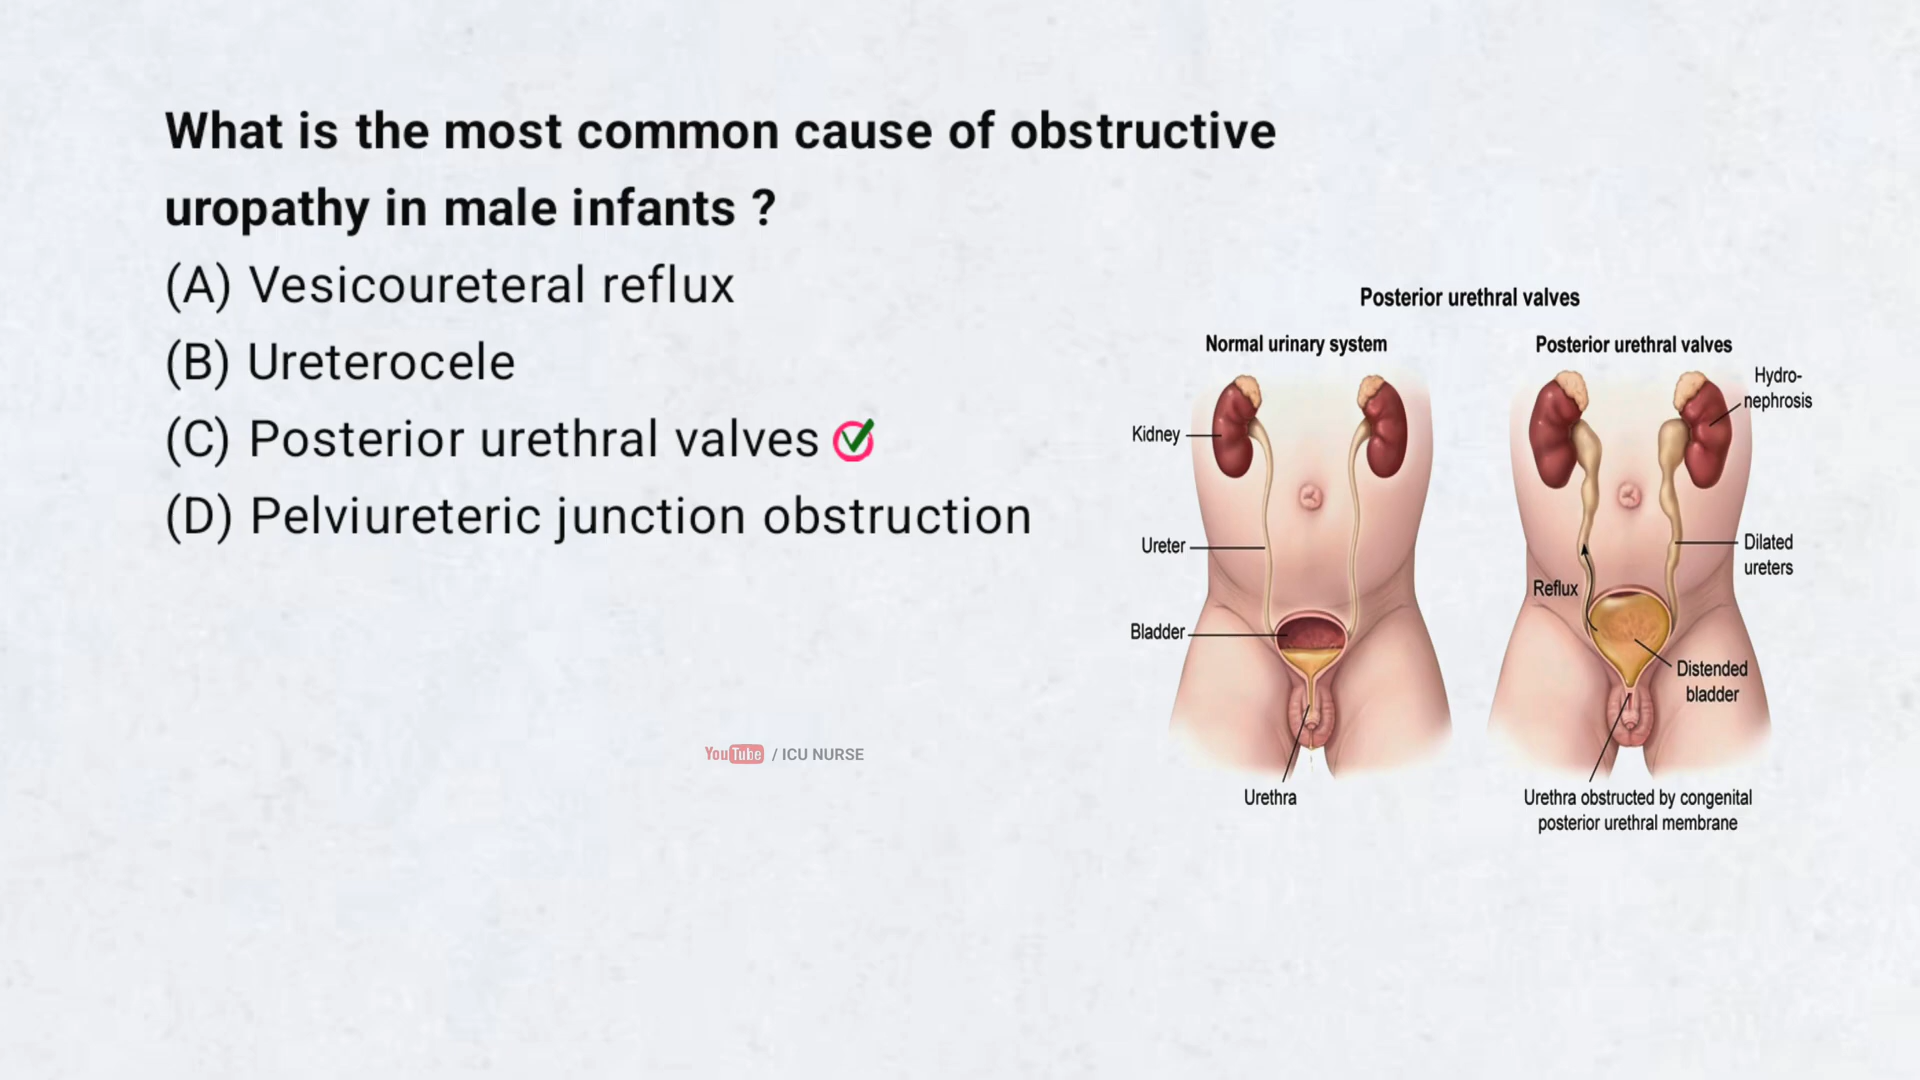 What is the most common cause of obstructive
uropathy in male infants ?
(A) Vesicoureteral reflux
(B) Ureterocele
(C) Posterior urethral valves
(D) Pelviureteric junction obstruction
Posterior urethral valves
Normal urinary system
Kidney
Ureter
Bladder
Urethra
Posterior urethral valves
Hydro-
nephrosis
Dilated
ureters
Reflux
Distended
bladder
Urethra obstructed by congenital
posterior urethral membrane
YouTube / ICU NURSE